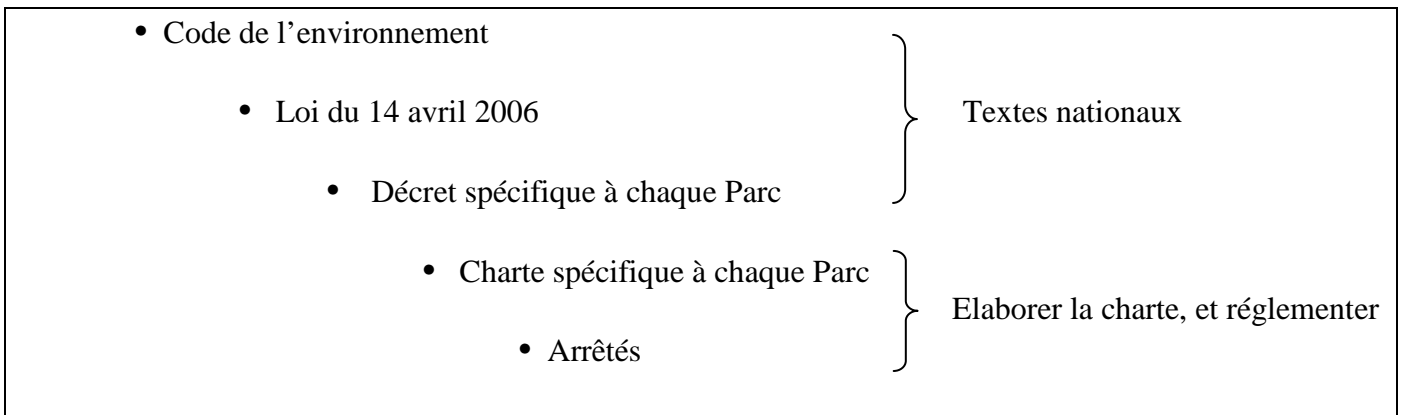 • Code de l’environnement
• Loi du 14 avril 2006 Textes nationaux
• Décret spécifique à chaque Parc
• Charte spécifique à chaque Parc
Elaborer la charte, et réglementer
• Arrêtés